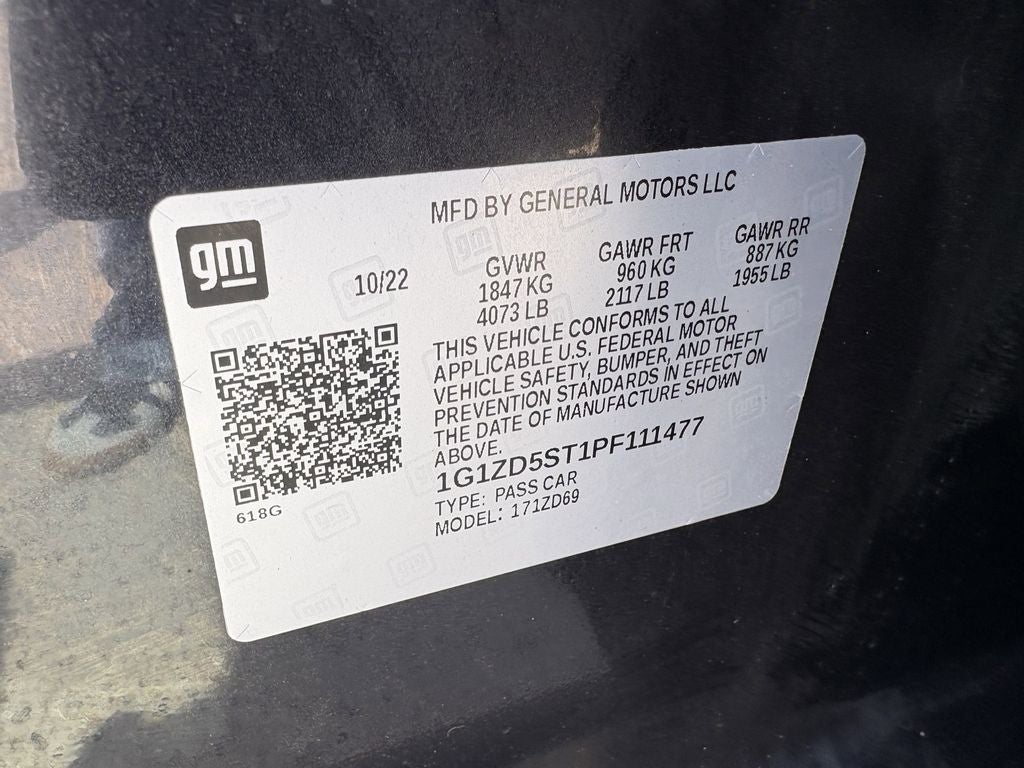 MFD BY GENERAL MOTORS LLC
gm
10/22
GVWR
1847 KG
4073 LB
GAWR FRT
960 KG
2117 LB
GAWR RR
887 KG
1955 LB
THIS VEHICLE CONFORMS TO ALL
APPLICABLE U.S. FEDERAL MOTOR
VEHICLE SAFETY, BUMPER, AND THEFT
PREVENTION STANDARDS IN EFFECT ON
THE DATE OF MANUFACTURE SHOWN
ABOVE.
1G1ZD5ST1PF111477
TYPE: PASS CAR
MODEL: 171ZD69
618G